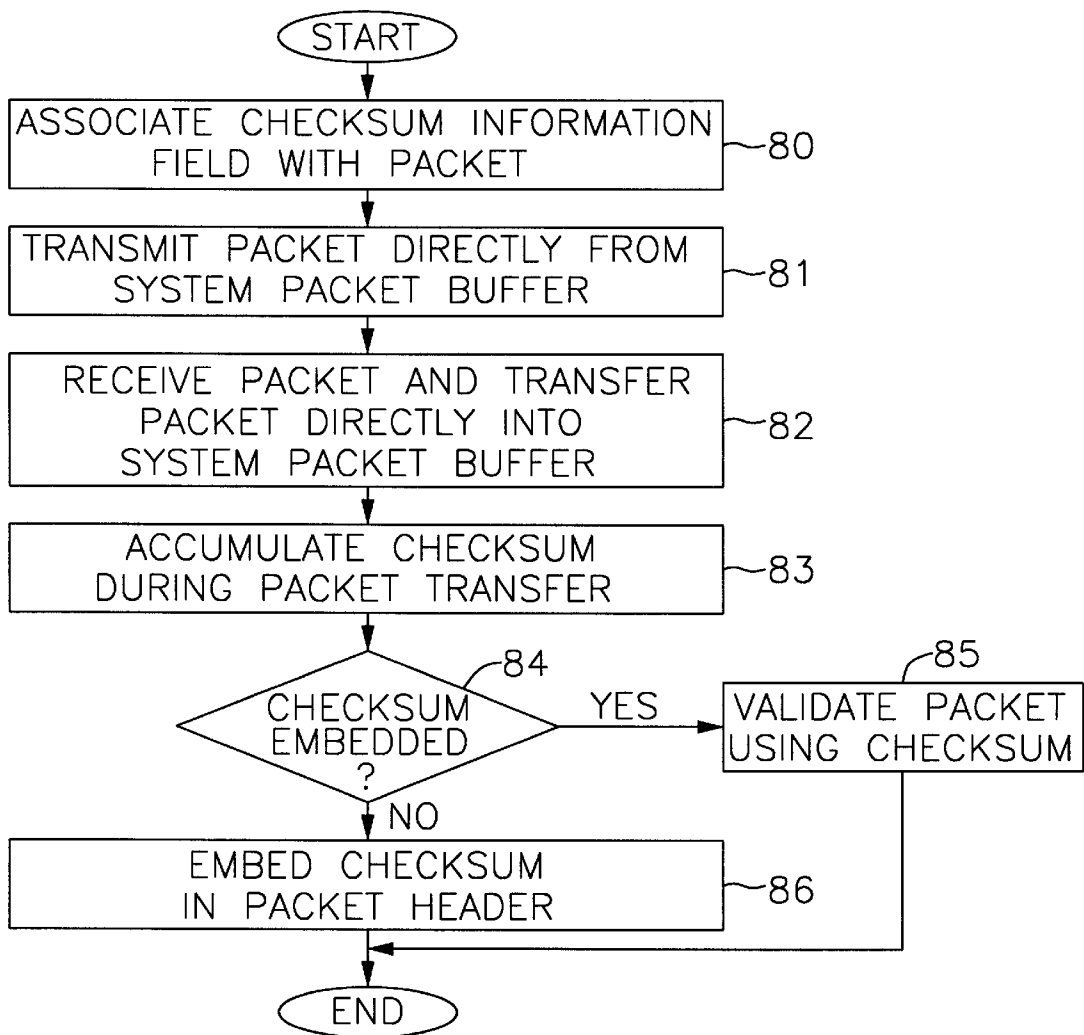 START
ASSOCIATE CHECKSUM INFORMATION
FIELD WITH PACKET
80
TRANSMIT PACKET DIRECTLY FROM
SYSTEM PACKET BUFFER
81
RECEIVE PACKET AND TRANSFER
PACKET DIRECTLY INTO
SYSTEM PACKET BUFFER
82
ACCUMULATE CHECKSUM
DURING PACKET TRANSFER
83
84
CHECKSUM
EMBEDDED
?
YES
85
VALIDATE PACKET
USING CHECKSUM
NO
EMBED CHECKSUM
IN PACKET HEADER
86
END